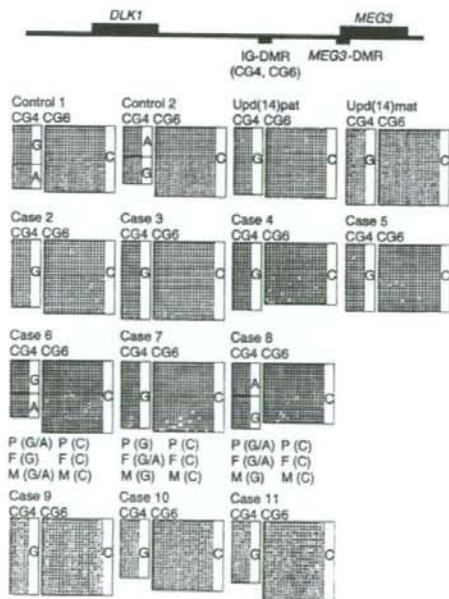 DLK1 MEG3
IG-DMR MEG3-DMR
(CG4, CG6)
Control 1 Control 2 Upd(14)pat Upd(14)mat
CG4 CG6 CG4 CG6 CG4 CG6 CG4 CG6
G A C A G C G C G C
Case 2 Case 3 Case 4 Case 5
CG4 CG6 CG4 CG6 CG4 CG6 CG4 CG6
G C G C G C G C
Case 6 Case 7 Case 8
CG4 CG6 CG4 CG6 CG4 CG6
G A C G C A G C
P (G/A) P (C) P (G) P (C) P (G/A) P (C)
F (G) F (C) F (G/A) F (C) F (G/A) F (C)
M (G/A) M (C) M (G) M (C) M (G) M (C)
Case 9 Case 10 Case 11
CG4 CG6 CG4 CG6 CG4 CG6
G C G C G C